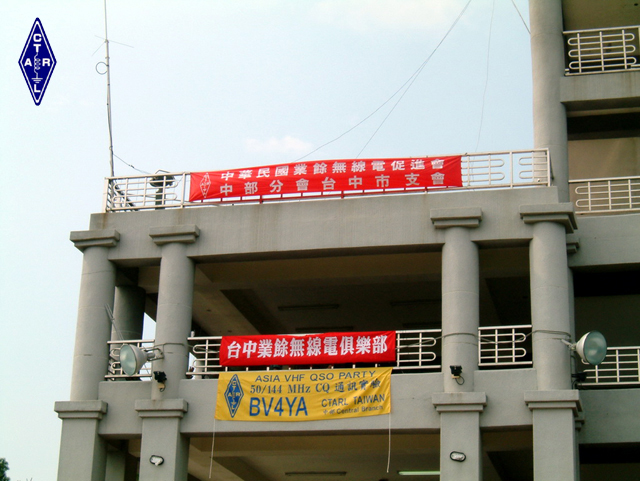 CTARL
中華民國業餘無線電促進會
中部分會台中市支會
台中業餘無線電俱樂部
ASIA VHF QSO PARTY
50/144 MHz CQ 通訊實驗
BV4YA
CTARL TAIWAN
Central Branch